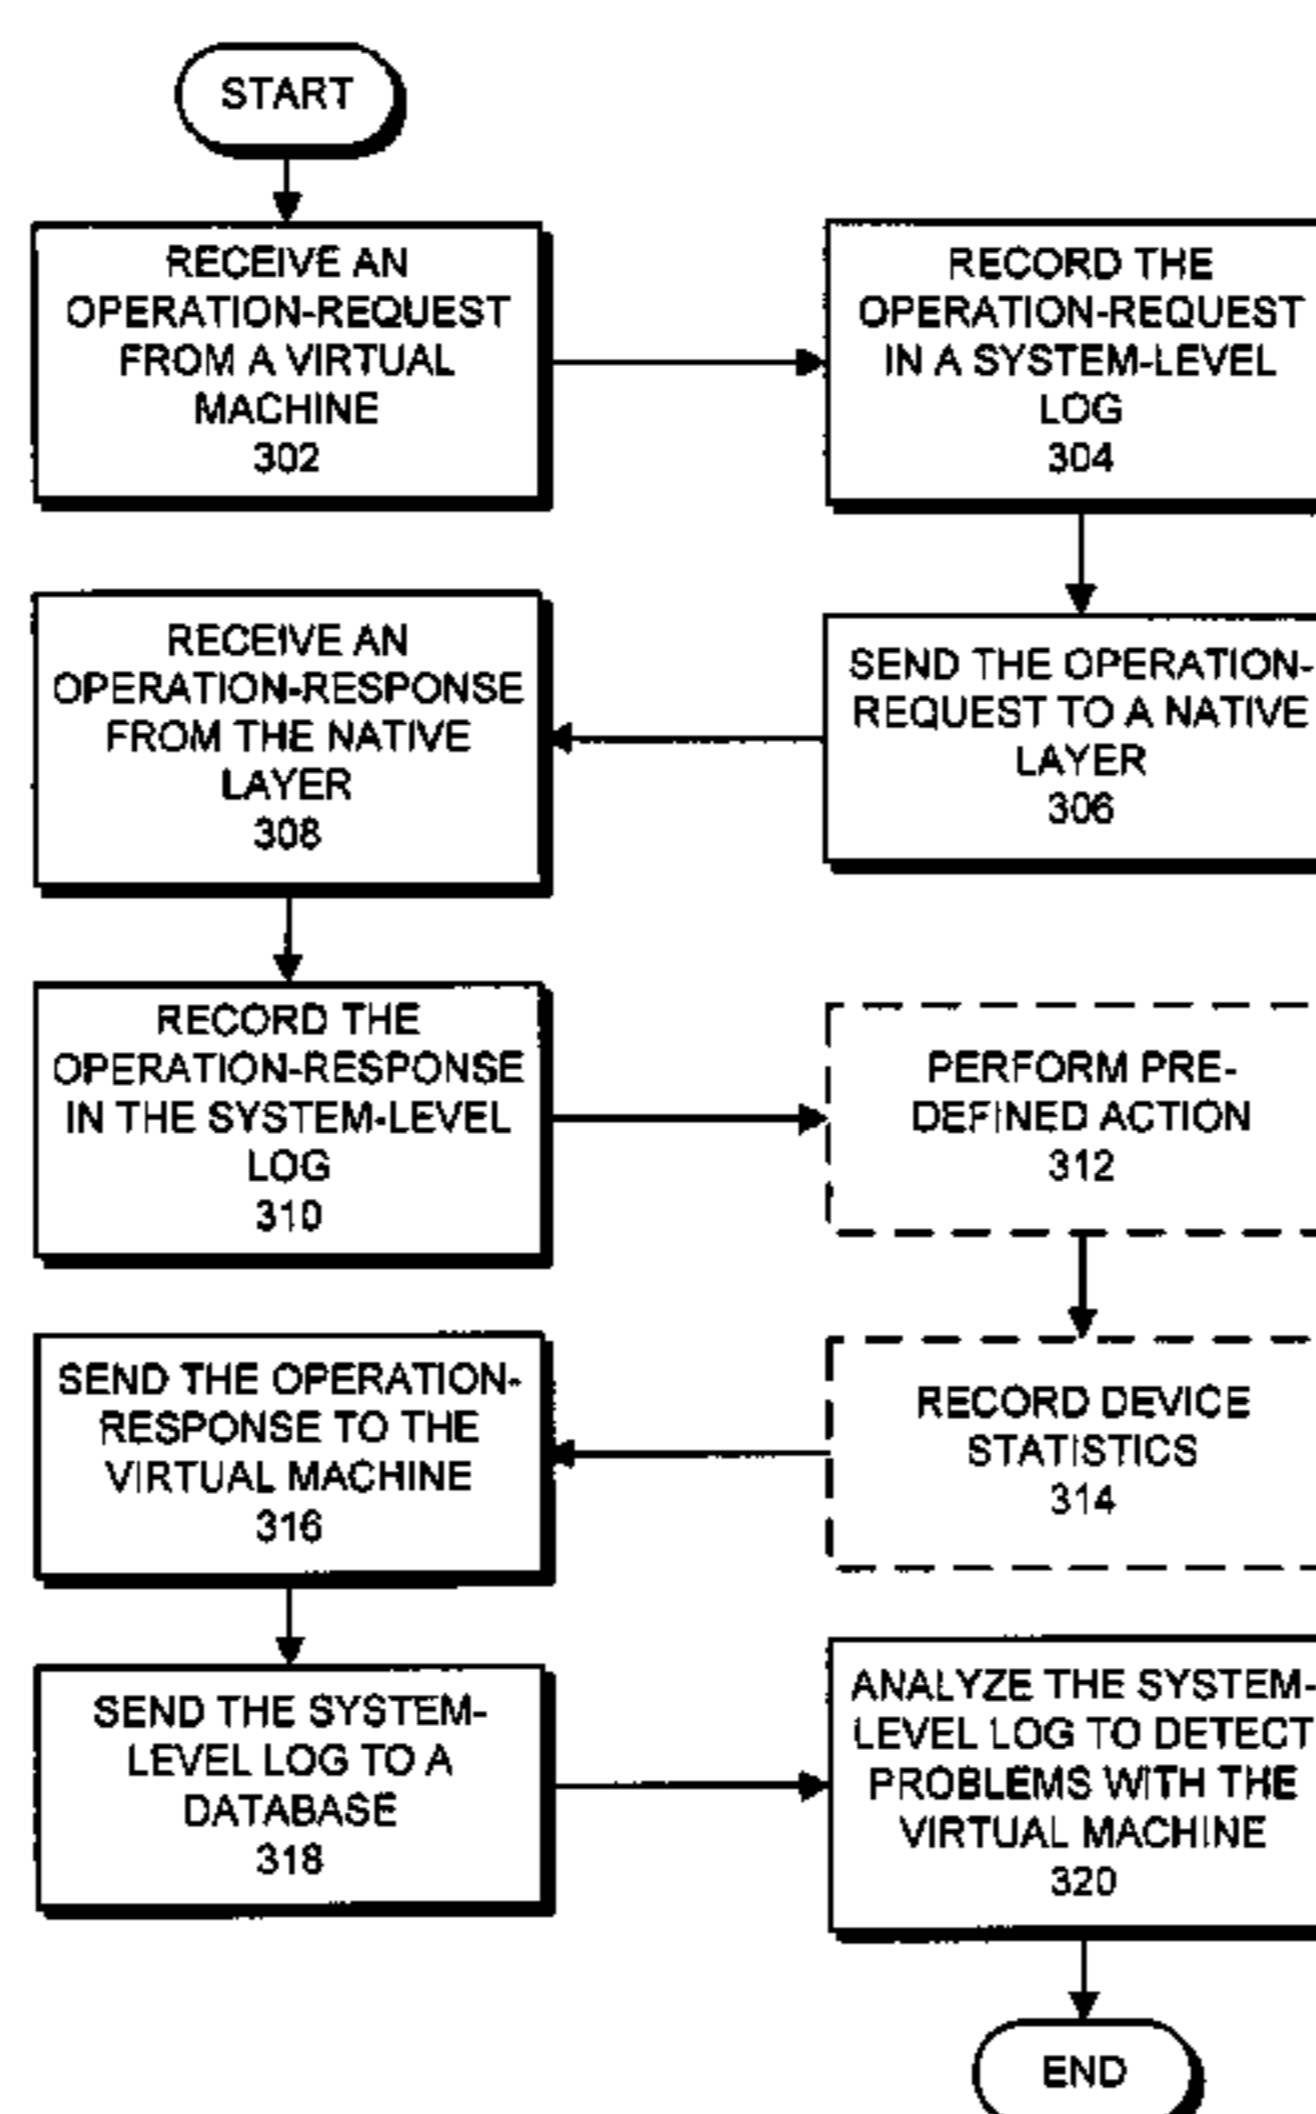 START
RECEIVE AN
OPERATION-REQUEST
FROM A VIRTUAL
MACHINE
302
RECORD THE
OPERATION-REQUEST
IN A SYSTEM-LEVEL
LOG
304
SEND THE OPERATION-
REQUEST TO A NATIVE
LAYER
306
RECEIVE AN
OPERATION-RESPONSE
FROM THE NATIVE
LAYER
308
RECORD THE
OPERATION-RESPONSE
IN THE SYSTEM-LEVEL
LOG
310
PERFORM PRE-
DEFINED ACTION
312
RECORD DEVICE
STATISTICS
314
SEND THE OPERATION-
RESPONSE TO THE
VIRTUAL MACHINE
316
SEND THE SYSTEM-
LEVEL LOG TO A
DATABASE
318
ANALYZE THE SYSTEM-
LEVEL LOG TO DETECT
PROBLEMS WITH THE
VIRTUAL MACHINE
320
END